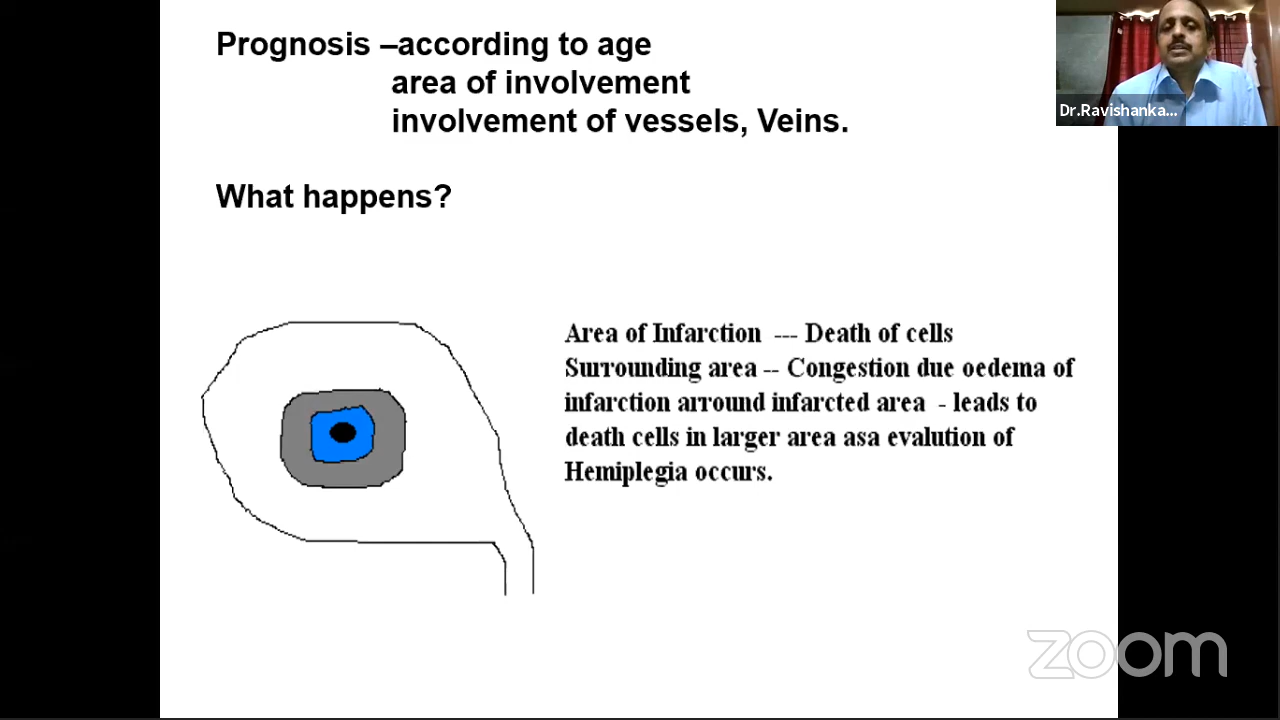 Prognosis –according to age
area of involvement
involvement of vessels, Veins.
What happens?
Area of Infarction --- Death of cells
Surrounding area -- Congestion due oedema of
infarction arround infarcted area - leads to
death cells in larger area asa evalution of
Hemiplegia occurs.
Dr.Ravishanka...
zoom